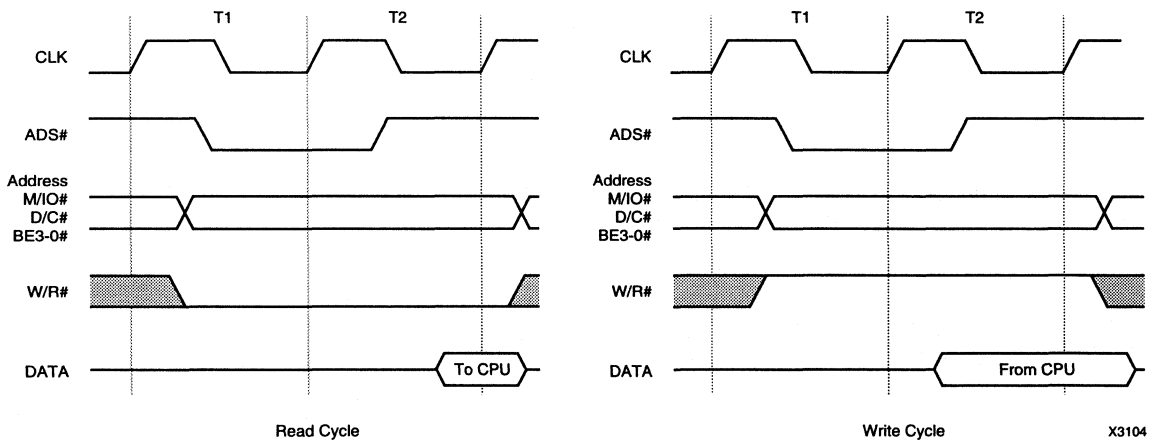 T1 T2
CLK
ADS#
Address
M/IO#
D/C#
BE3-0#
W/R#
DATA To CPU
Read Cycle
T1 T2
CLK
ADS#
Address
M/IO#
D/C#
BE3-0#
W/R#
DATA From CPU
Write Cycle
X3104